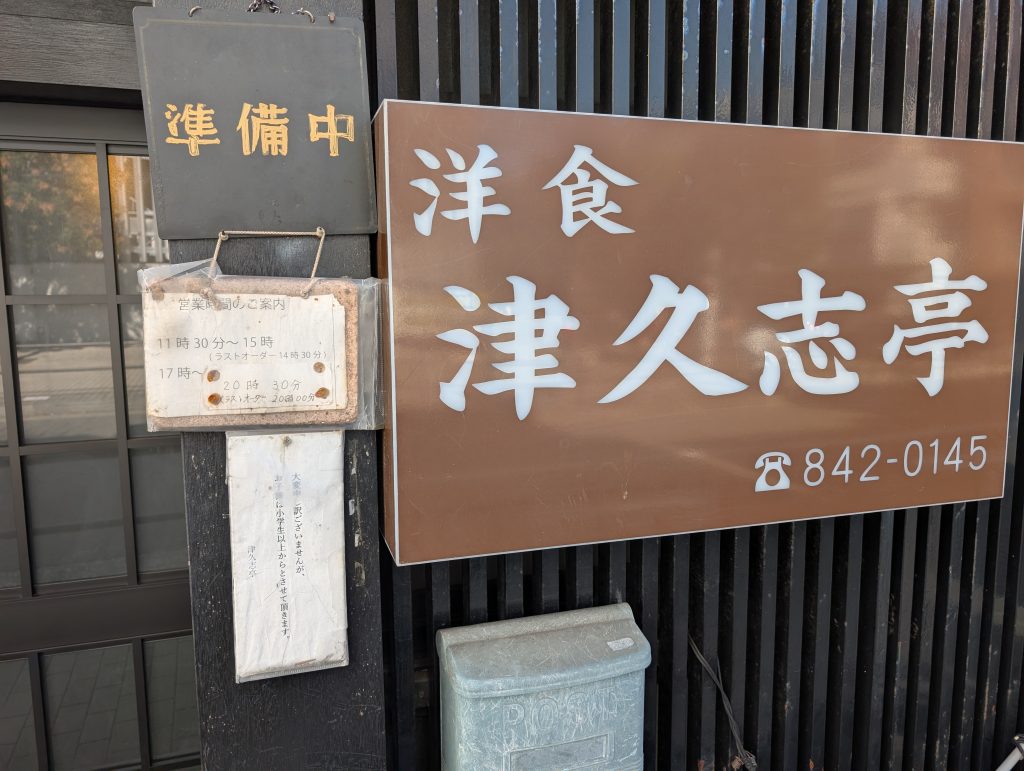 準備中
洋食
津久志亭
842-0145
営業時間のご案内
11時30分～15時
(ラストオーダー14時30分)
17時～
20時30分
(ラストオーダー 20時00分)
大変申し訳ございませんが、
お子様は小学生以上からとさせて頂きます。
津久志亭
POST